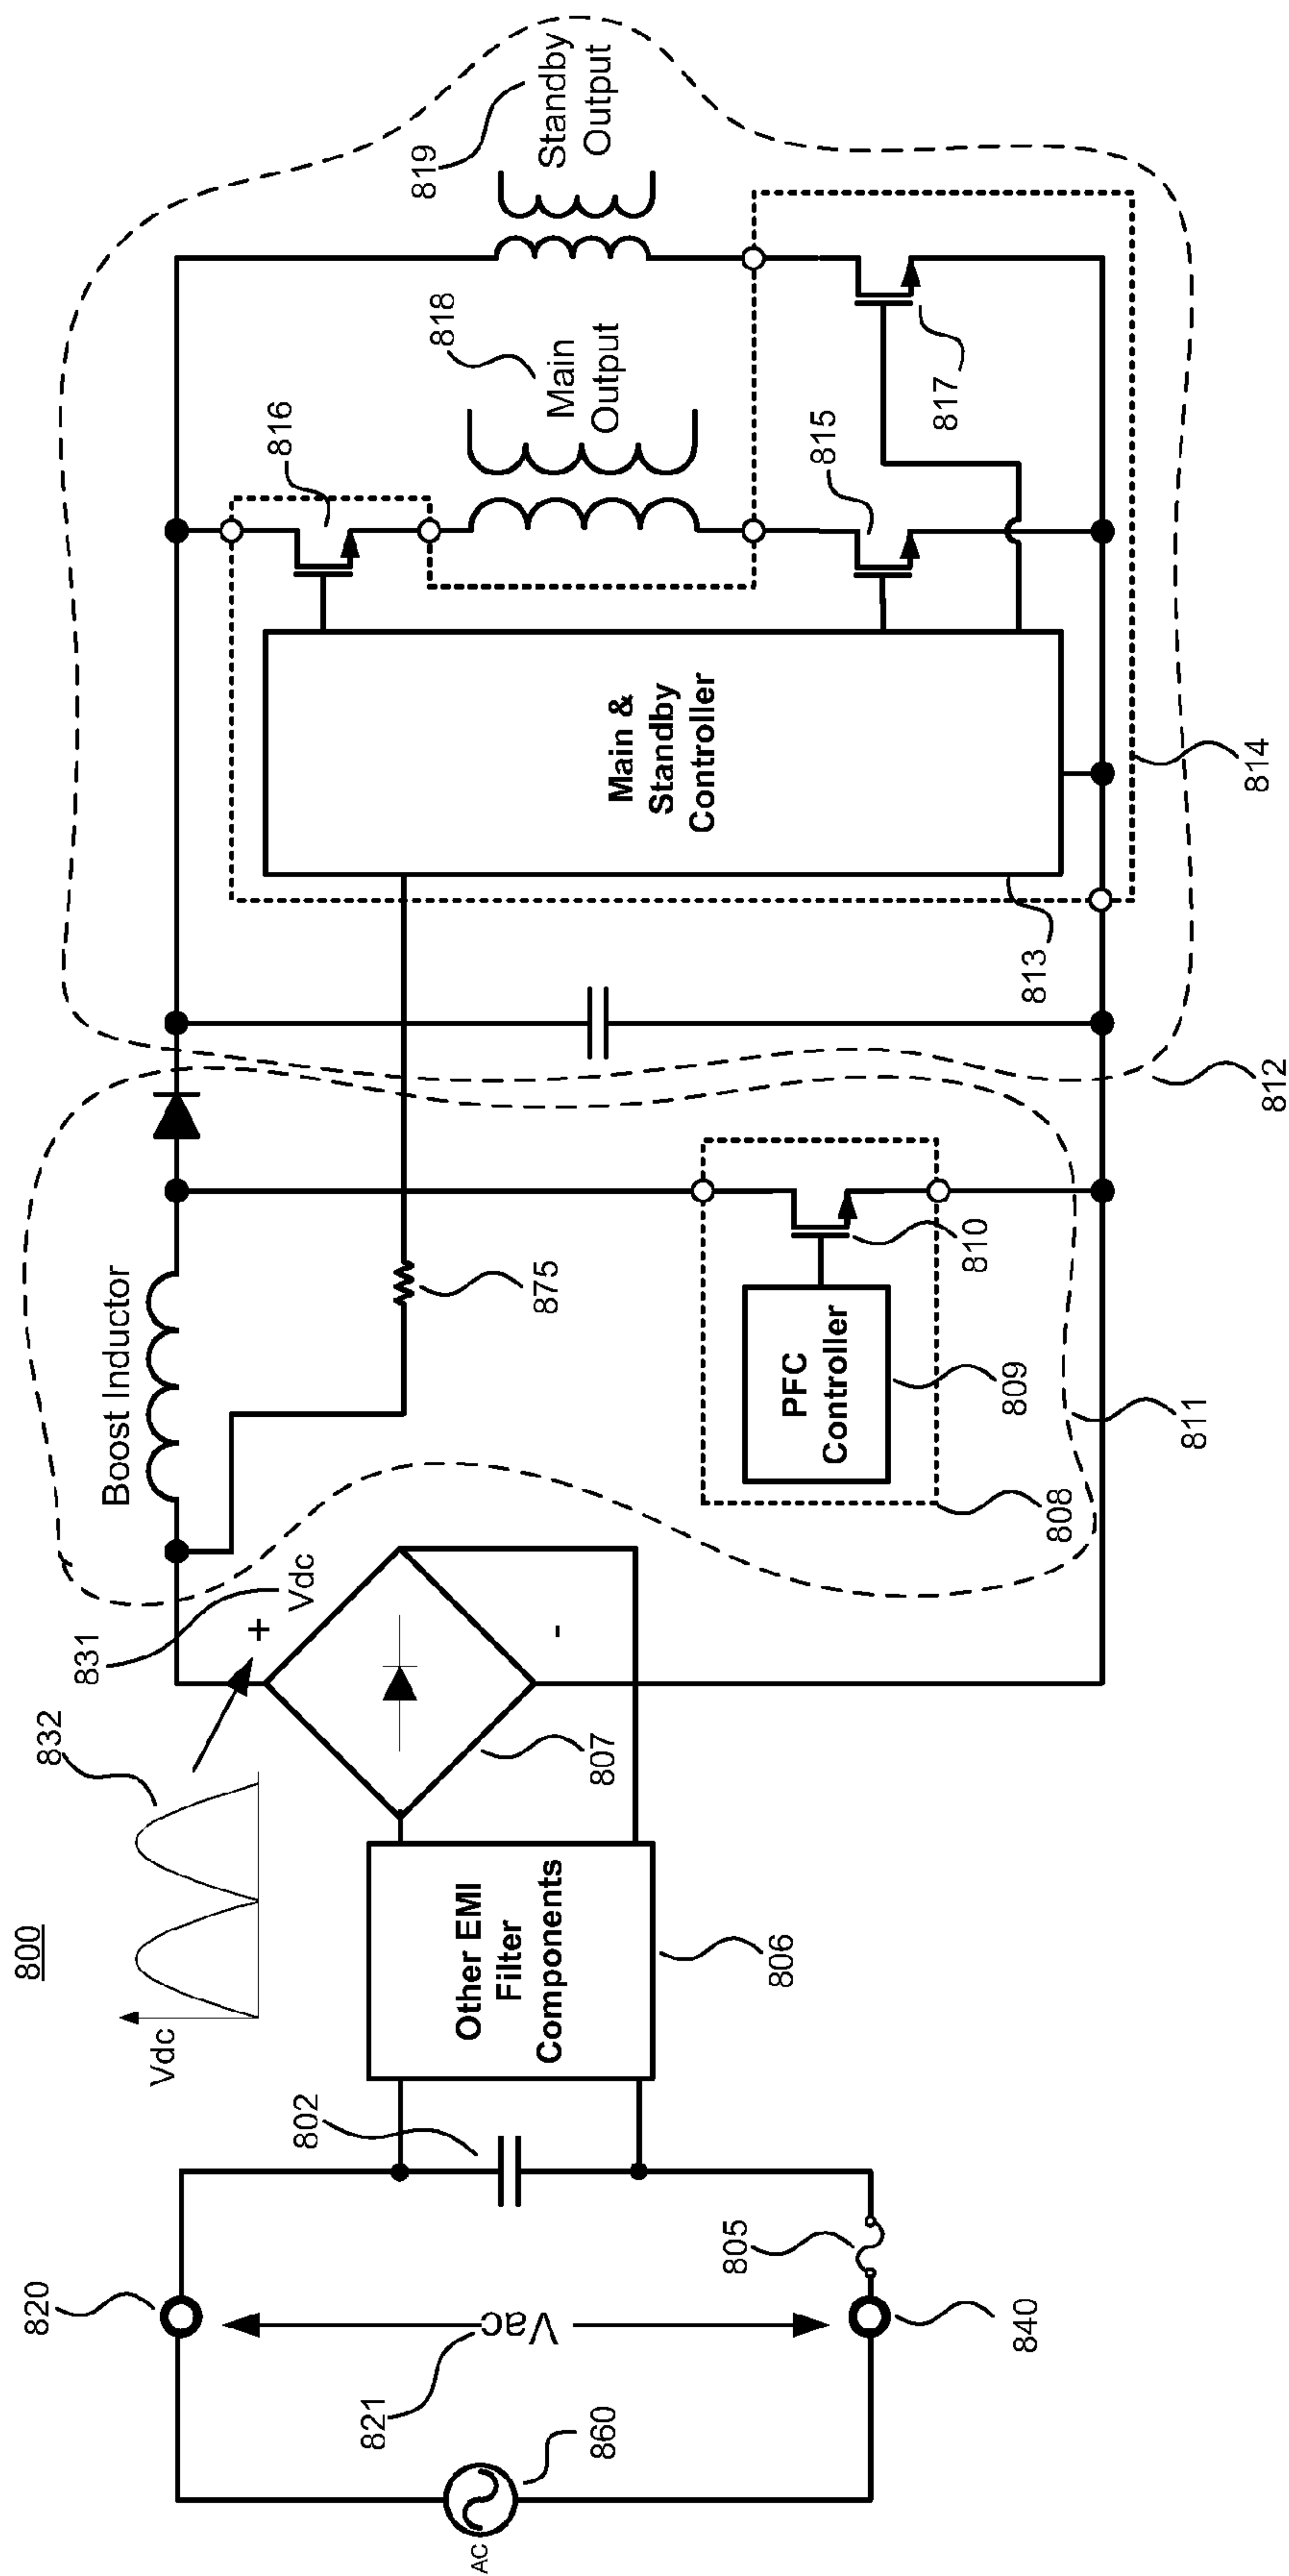 800
820
821
Vac
860
AC
840
805
802
Vdc
832
831
+
Vdc
-
807
Other EMI
Filter
Components
806
Boost Inductor
875
PFC
Controller
809
810
808
811
812
Main &
Standby
Controller
813
814
816
815
817
818
Main
Output
819
Standby
Output